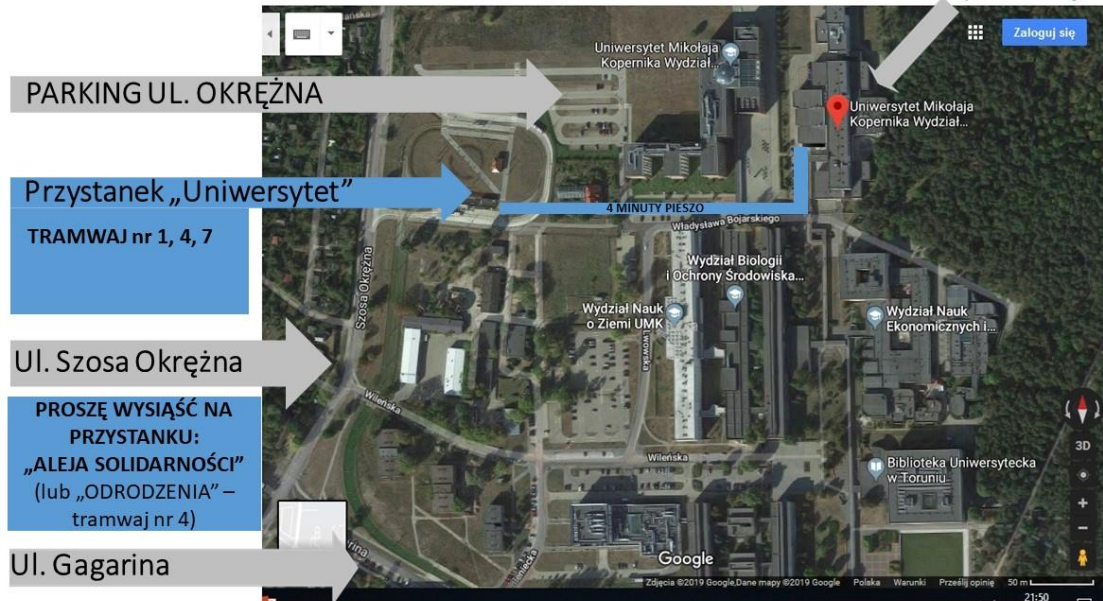 Zaloguj się
Uniwersytet Mikołaja
Kopernika Wydział...
PARKING UL. OKRĘŻNA
Uniwersytet Mikołaja
Kopernika Wydział...
Przystanek „Uniwersytet”
4 MINUTY PIESZO
Władysława Bojarskiego
TRAMWAJ nr 1, 4, 7
Szosa Okrężna
Wydział Biologii
i Ochrony Środowiska...
Wydział Nauk
o Ziemi UMK
Wydział Nauk
Ekonomicznych i...
Lwowska
Ul. Szosa Okrężna
Wileńska
PROSZĘ WYSIĄŚĆ NA
PRZYSTANKU:
„ALEJA SOLIDARNOŚCI”
(lub „ODRODZENIA” –
tramwaj nr 4)
3D
Wileńska
Biblioteka Uniwersytecka
w Toruniu
Ul. Gagarina
Google
Zdjęcia ©2019 Google,Dane mapy ©2019 Google Polska Warunki Prześlij opinię 50 m
21:50